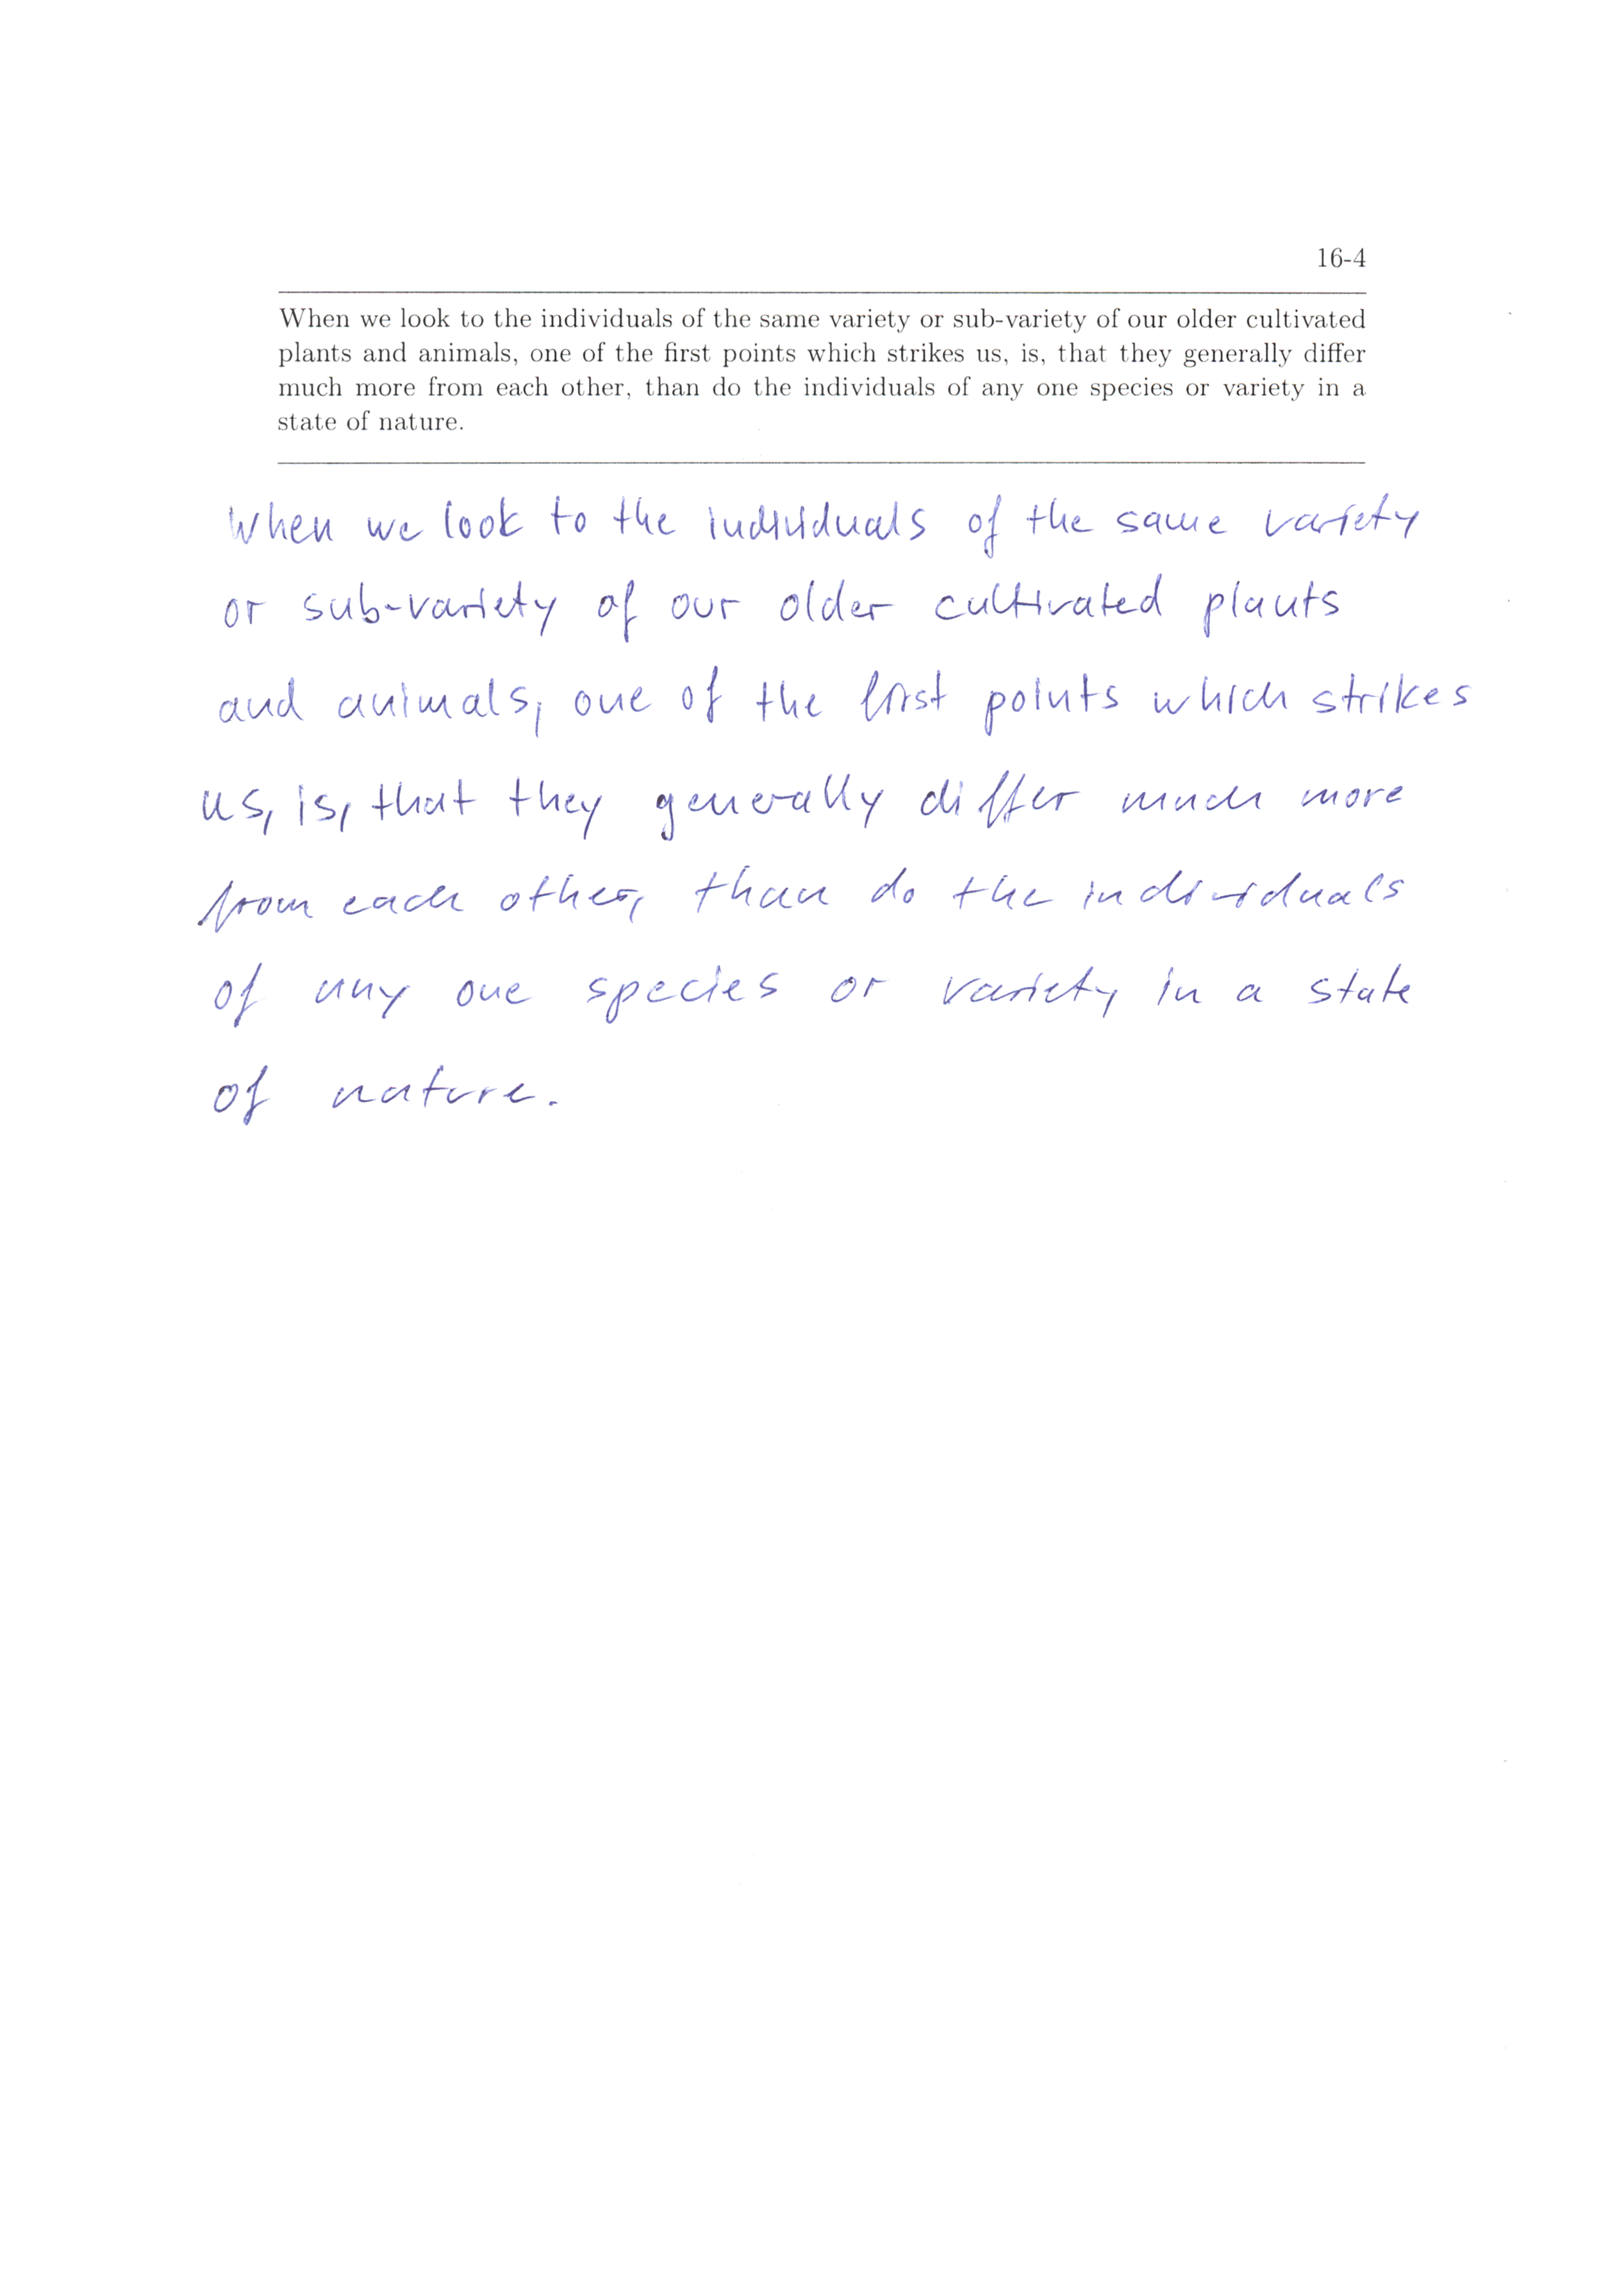 16-4
When we look to the individuals of the same variety or sub-variety of our older cultivated
plants and animals, one of the first points which strikes us, is, that they generally differ
much more from each other, than do the individuals of any one species or variety in a
state of nature.
When we look to the individuals of the same variety
or sub-variety of our older cultivated plants
and animals, one of the first points which strikes
us, is, that they generally differ much more
from each other, than do the individuals
of any one species or variety in a state
of nature.